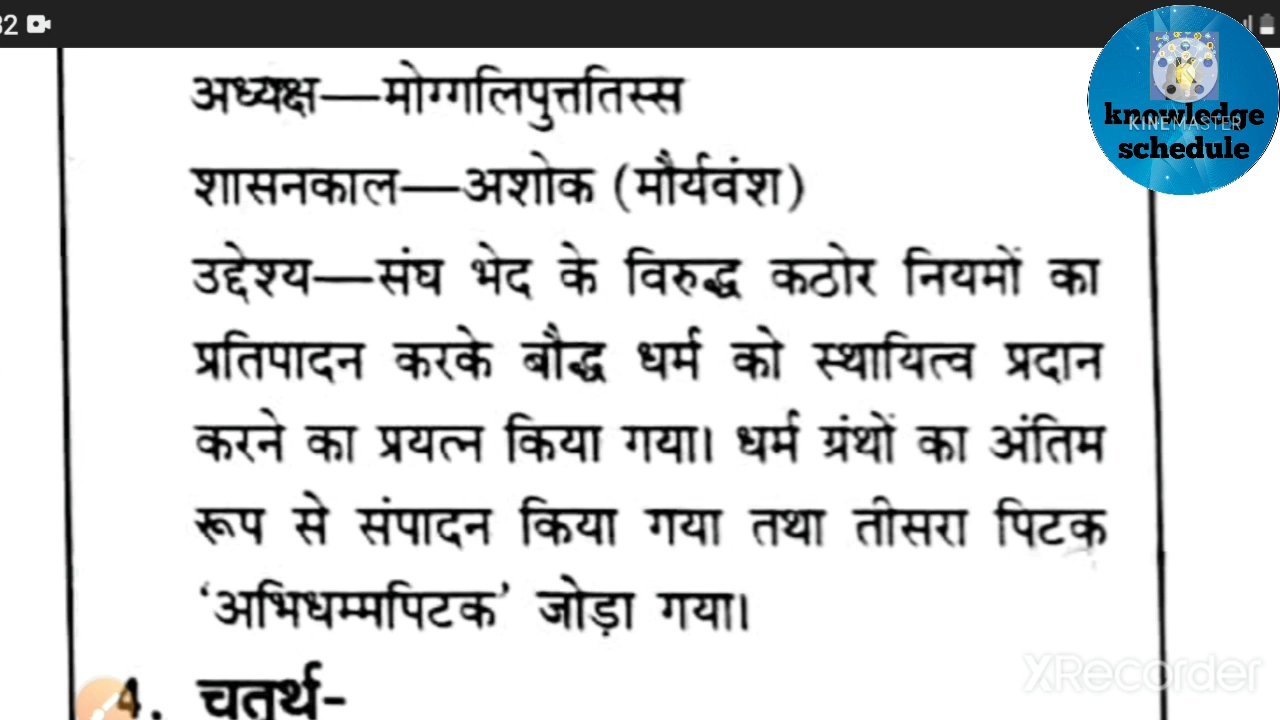 32
knowledge
KINEMASTER
schedule
अध्यक्ष—मोग्गलिपुत्ततिस्स
शासनकाल—अशोक (मौर्यवंश)
उद्देश्य—संघ भेद के विरुद्ध कठोर नियमों का
प्रतिपादन करके बौद्ध धर्म को स्थायित्व प्रदान
करने का प्रयत्न किया गया। धर्म ग्रंथों का अंतिम
रूप से संपादन किया गया तथा तीसरा पिटक
‘अभिधम्मपिटक’ जोड़ा गया।
4. चतुर्थ-
XRecorder